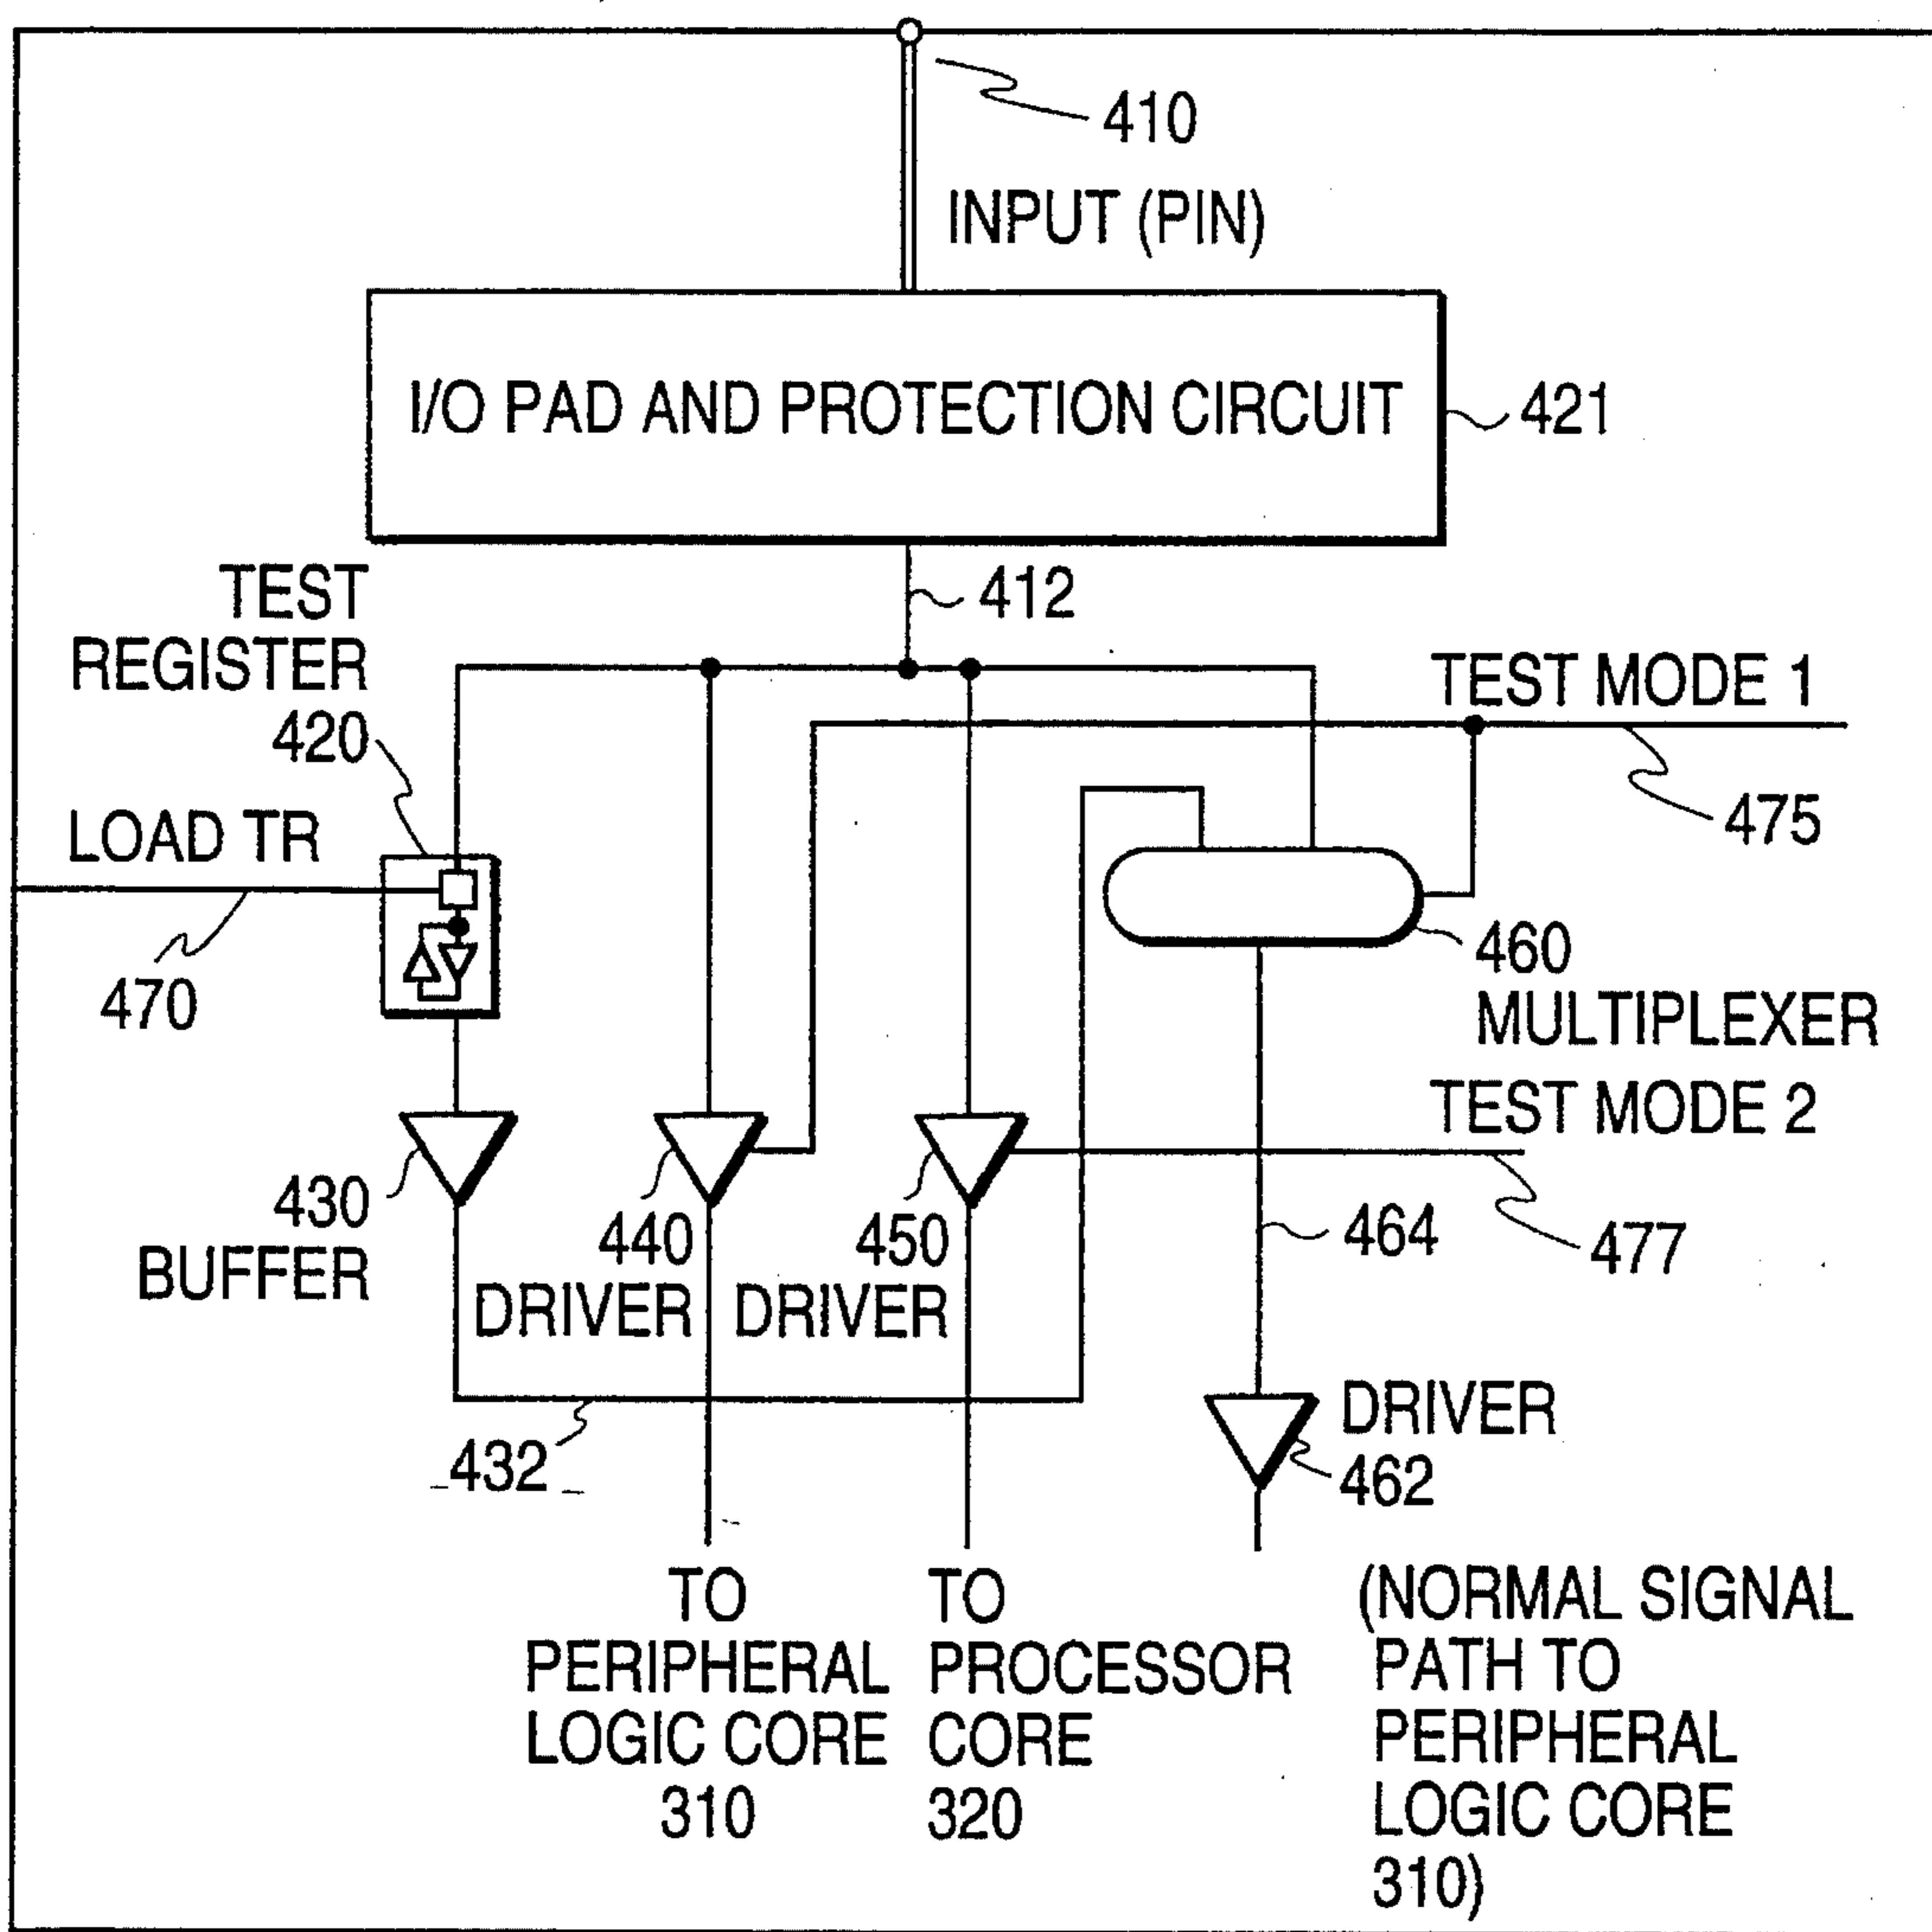 410
INPUT (PIN)
I/O PAD AND PROTECTION CIRCUIT
421
412
TEST
REGISTER
420
TEST MODE 1
475
LOAD TR
470
460
MULTIPLEXER
TEST MODE 2
477
430
BUFFER
440
DRIVER
450
DRIVER
464
432
DRIVER
462
TO
PERIPHERAL
LOGIC CORE
310
TO
PROCESSOR
CORE
320
(NORMAL SIGNAL
PATH TO
PERIPHERAL
LOGIC CORE
310)